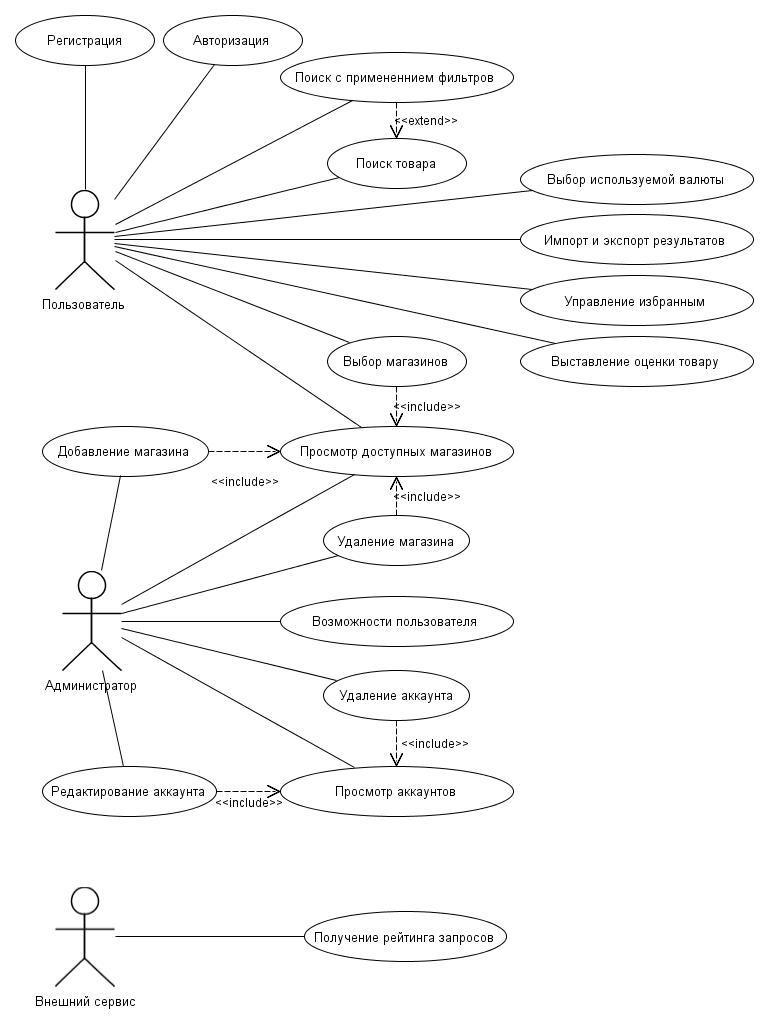 Регистрация
Авторизация
Поиск с примененнием фильтров
<<extend>>
Поиск товара
Выбор используемой валюты
Импорт и экспорт результатов
Управление избранным
Пользователь
Выбор магазинов
Выставление оценки товару
<<include>>
Добавление магазина
Просмотр доступных магазинов
<<include>>
<<include>>
Удаление магазина
Возможности пользователя
Администратор
Удаление аккаунта
<<include>>
Редактирование аккаунта
Просмотр аккаунтов
<<include>>
Получение рейтинга запросов
Внешний сервис